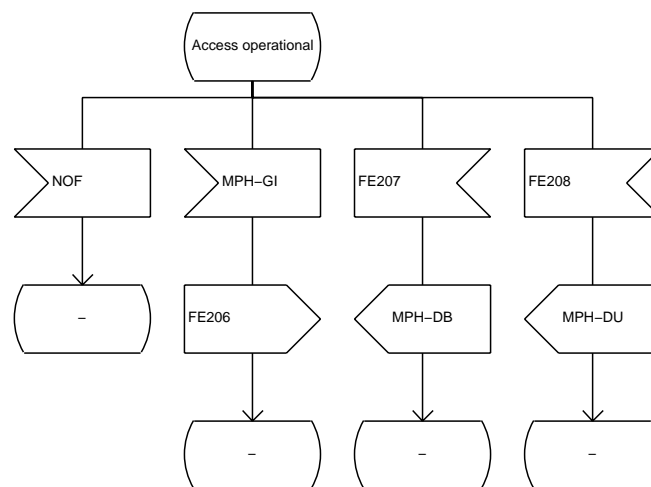 Access operational
NOF
MPH−GI
FE207
FE208
−
FE206
MPH−DB
MPH−DU
−
−
−